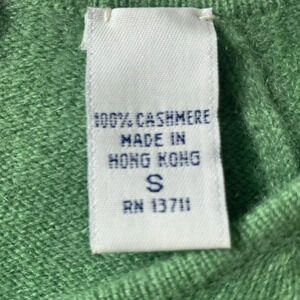 100% CASHMERE
MADE IN
HONG KONG
S
RN 13711